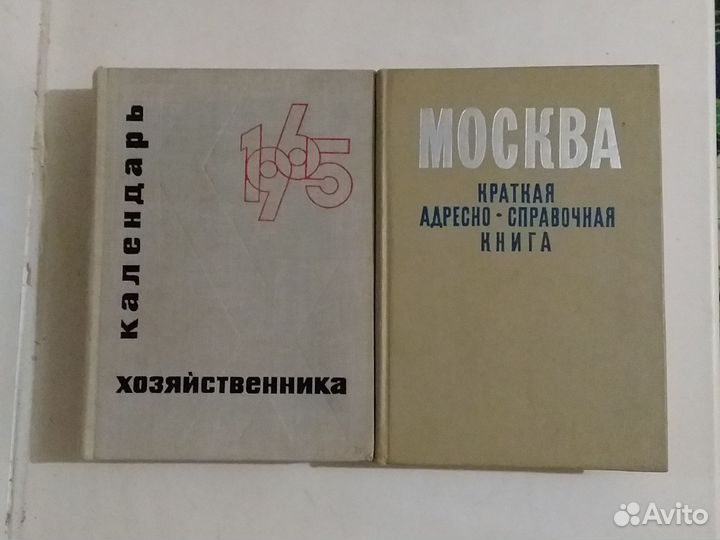 календарь
1965
хозяйственника
МОСКВА
КРАТКАЯ
АДРЕСНО-СПРАВОЧНАЯ
КНИГА
Avito